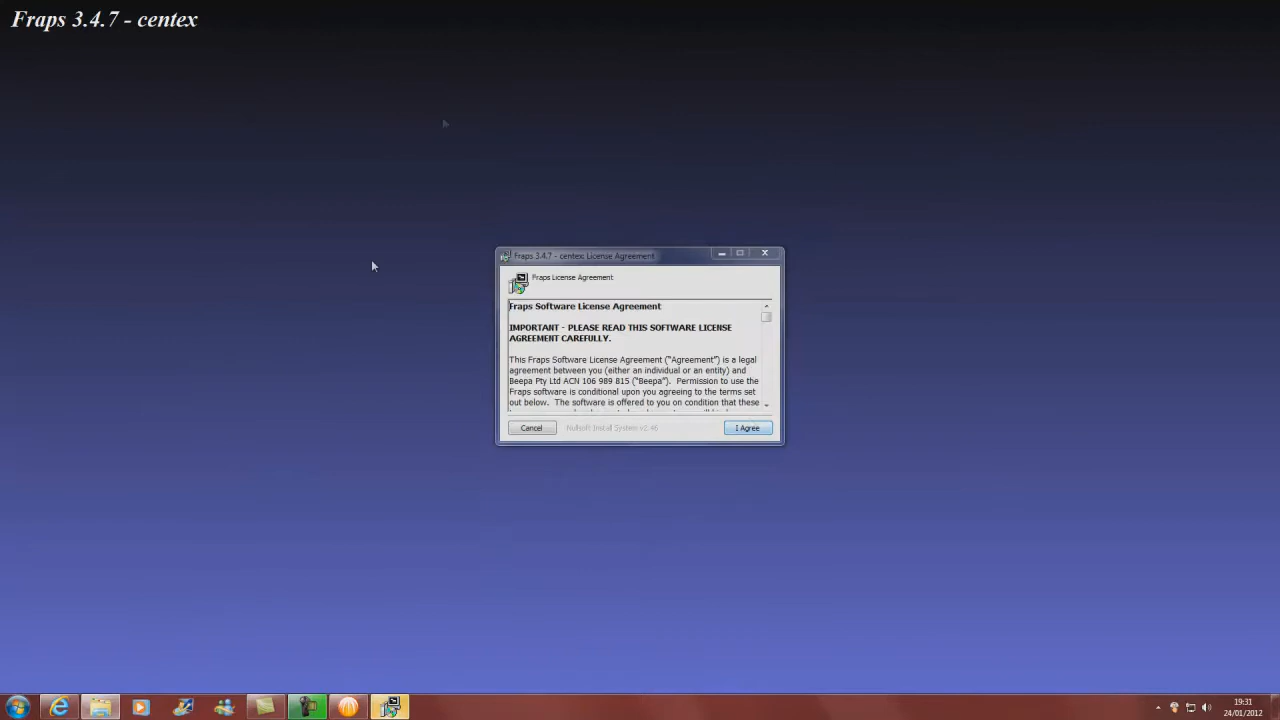 Fraps 3.4.7 - centex
Fraps 3.4.7 - centex: License Agreement
Fraps License Agreement
Fraps Software License Agreement
IMPORTANT - PLEASE READ THIS SOFTWARE LICENSE
AGREEMENT CAREFULLY.
This Fraps Software License Agreement (“Agreement”) is a legal
agreement between you (either an individual or an entity) and
Beepa Pty Ltd ACN 106 989 815 (“Beepa”).  Permission to use the
Fraps software is conditional upon you agreeing to the terms set
out below.  The software is offered to you on condition that these
Cancel
Nullsoft Install System v2.46
I Agree
19:31
24/01/2012